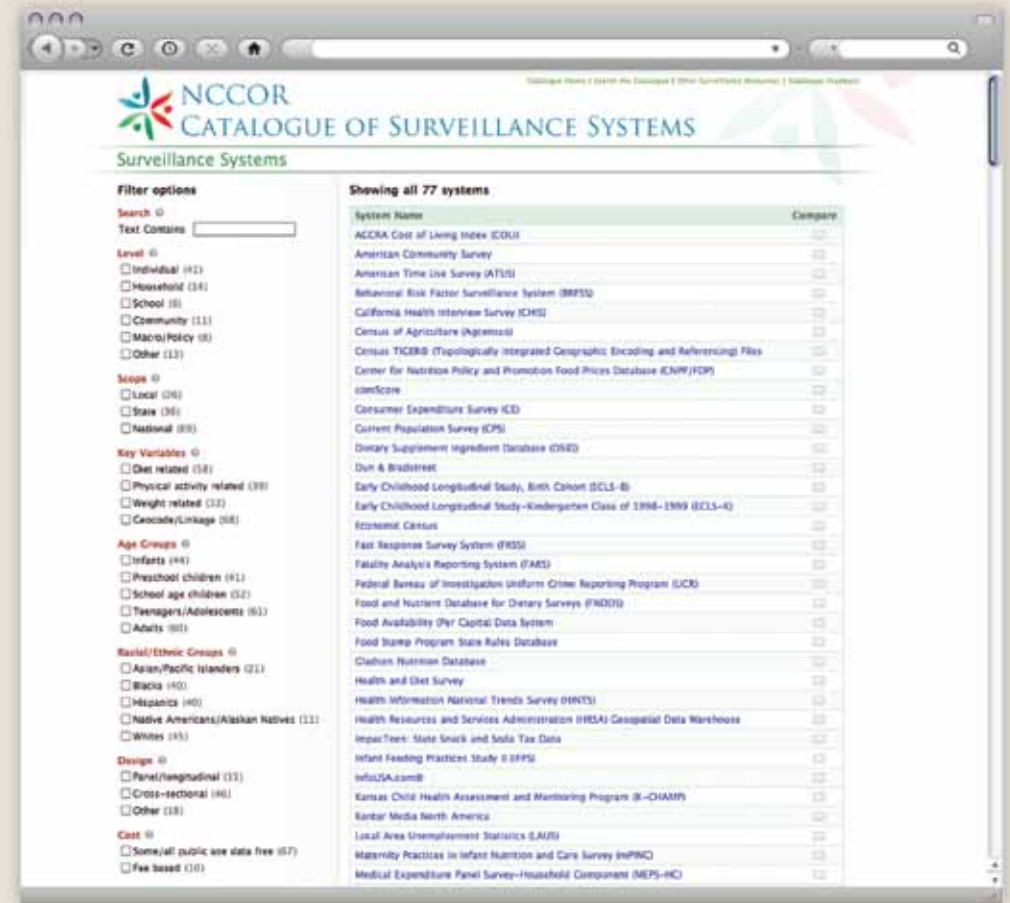 Catalogue Home | Search the Catalogue | Other Surveillance Resources | Catalogue Feedback
NCCOR
CATALOGUE OF SURVEILLANCE SYSTEMS
Surveillance Systems
Filter options
Search
Text Contains
Level
Individual (41)
Household (14)
School (8)
Community (11)
Macro/Policy (8)
Other (13)
Scope
Local (26)
State (36)
National (69)
Key Variables
Diet related (58)
Physical activity related (39)
Weight related (33)
Geocode/Linkage (68)
Age Groups
Infants (44)
Preschool children (41)
School age children (52)
Teenagers/Adolescents (61)
Adults (60)
Racial/Ethnic Groups
Asian/Pacific Islanders (21)
Blacks (40)
Hispanics (40)
Native Americans/Alaskan Natives (11)
Whites (45)
Design
Panel/longitudinal (11)
Cross-sectional (46)
Other (18)
Cost
Some/all public use data free (67)
Fee based (16)
Showing all 77 systems
System Name Compare
ACCRA Cost of Living Index (COLI)
American Community Survey
American Time Use Survey (ATUS)
Behavioral Risk Factor Surveillance System (BRFSS)
California Health Interview Survey (CHIS)
Census of Agriculture (Agcensus)
Census TIGER® (Topologically Integrated Geographic Encoding and Referencing) Files
Center for Nutrition Policy and Promotion Food Prices Database (CNPP/FDP)
comScore
Consumer Expenditure Survey (CE)
Current Population Survey (CPS)
Dietary Supplement Ingredient Database (DSID)
Dun & Bradstreet
Early Childhood Longitudinal Study, Birth Cohort (ECLS-B)
Early Childhood Longitudinal Study-Kindergarten Class of 1998-1999 (ECLS-K)
Economic Census
Fast Response Survey System (FRSS)
Fatality Analysis Reporting System (FARS)
Federal Bureau of Investigation Uniform Crime Reporting Program (UCR)
Food and Nutrient Database for Dietary Surveys (FNDDS)
Food Availability (Per Capita) Data System
Food Stamp Program State Rules Database
Gladson Nutrition Database
Health and Diet Survey
Health Information National Trends Survey (HINTS)
Health Resources and Services Administration (HRSA) Geospatial Data Warehouse
ImpacTeen: State Snack and Soda Tax Data
Infant Feeding Practices Study II (IFPS)
InfoUSA.com®
Kansas Child Health Assessment and Monitoring Program (K-CHAMP)
Kantar Media North America
Local Area Unemployment Statistics (LAUS)
Maternity Practices in Infant Nutrition and Care Survey (mPINC)
Medical Expenditure Panel Survey-Household Component (MEPS-HC)